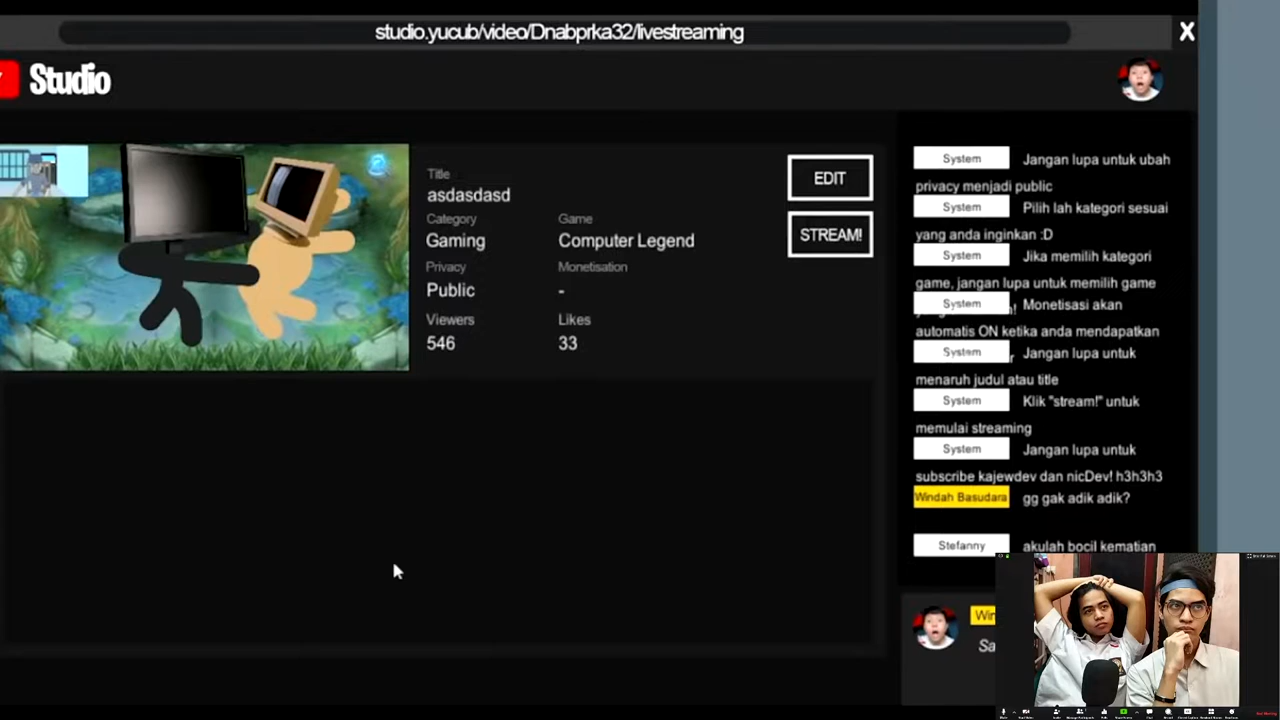 studio.yucub/video/Dnabprka32/livestreaming
X
Studio
Title
asdasdasd
Category
Game
Gaming
Computer Legend
Privacy
Monetisation
Public
-
Viewers
Likes
546
33
EDIT
STREAM!
System Jangan lupa untuk ubah
privacy menjadi public
System Pilih lah kategori sesuai
yang anda inginkan :D
System Jika memilih kategori
game, jangan lupa untuk memilih game
System Monetisasi akan
automatis ON ketika anda mendapatkan
System Jangan lupa untuk
menaruh judul atau title
System Klik "stream!" untuk
memulai streaming
System Jangan lupa untuk
subscribe kajewdev dan nicDev! h3h3h3
Windah Basudara gg gak adik adik?
Stefanny akulah bocil kematian
Win
Sa